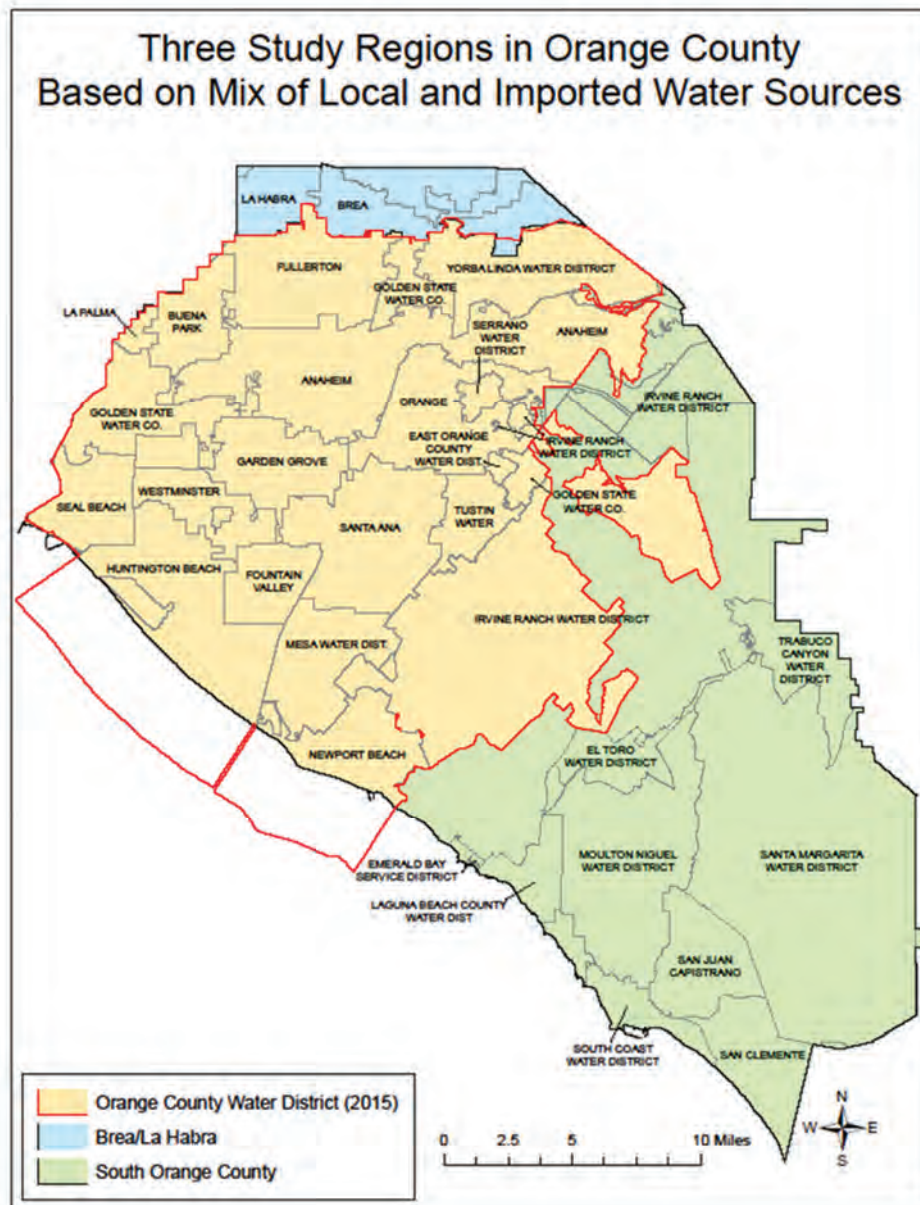 Three Study Regions in Orange County
Based on Mix of Local and Imported Water Sources
LA HABRA
BREA
FULLERTON
YORBA LINDA WATER DISTRICT
GOLDEN STATE
WATER CO.
LA PALMA
BUENA
PARK
SERRANO
WATER
DISTRICT
ANAHEIM
ANAHEIM
ORANGE
IRVINE RANCH
WATER DISTRICT
GOLDEN STATE
WATER CO.
EAST ORANGE
COUNTY
WATER DIST.
IRVINE RANCH
WATER DISTRICT
GARDEN GROVE
WESTMINSTER
SEAL BEACH
SANTA ANA
TUSTIN
WATER
GOLDEN STATE
WATER CO.
HUNTINGTON BEACH
FOUNTAIN
VALLEY
MESA WATER DIST.
IRVINE RANCH WATER DISTRICT
TRABUCO
CANYON
WATER
DISTRICT
NEWPORT BEACH
EL TORO
WATER DISTRICT
EMERALD BAY
SERVICE DISTRICT
MOULTON NIGUEL
WATER DISTRICT
SANTA MARGARITA
WATER DISTRICT
LAGUNA BEACH COUNTY
WATER DIST
SAN JUAN
CAPISTRANO
SOUTH COAST
WATER DISTRICT
SAN CLEMENTE
Orange County Water District (2015)
Brea/La Habra
South Orange County
0 2.5 5 10 Miles
N
W E
S